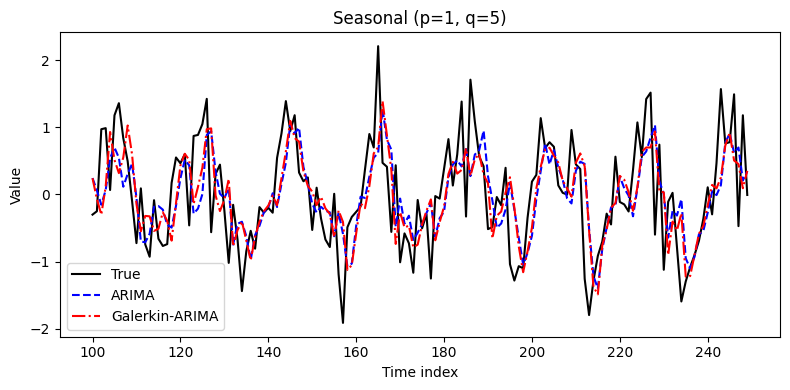 Seasonal (p=1, q=5)
Value
2
1
0
−1
−2
True
ARIMA
Galerkin-ARIMA
100 120 140 160 180 200 220 240
Time index